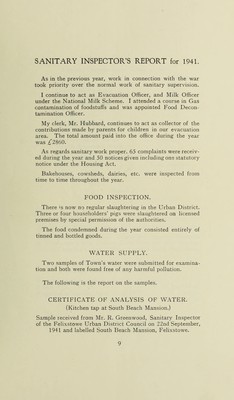 SANITARY INSPECTOR'S REPORT for 1941.
As in the previous year, work in connection with the war
took priority over the normal work of sanitary supervision.
I continue to act as Evacuation Officer, and Milk Officer
under the National Milk Scheme. I attended a course in Gas
contamination of foodstuffs and was appointed Food Decon-
tamination Officer.
My clerk, Mr. Hubbard, continues to act as collector of the
contributions made by parents for children in our evacuation
area. The total amount paid into the office during the year
was £2860.
As regards sanitary work proper. 63 complaints were receiv-
ed during the year and 30 notices given including one statutory
notice under the Housing Act.
Bakehouses, cowsheds, dairies, etc. were inspected from
time to time throughout the year.
FOOD INSPECTION.
There is now no regular slaughtering in the Urban District.
Three or four householders' pigs were slaughtered on licensed
premises by special permission of the authorities.
The food condemned during the year consisted entirely of
tinned and bottled goods.
WATER SUPPLY.
Two samples of Town's water were submitted for examina-
tion and both were found free of any harmful pollution.
The following is the report on the samples.
CERTIFICATE OF ANALYSIS OF WATER.
(Kitchen tap at South Beach Mansion.)
Sample received from Mr. R. Greenwood, Sanitary Inspector
of the Felixstowe Urban District Council on 22nd September,
1941 and labelled South Beach Mansion, Felixstowe.
9